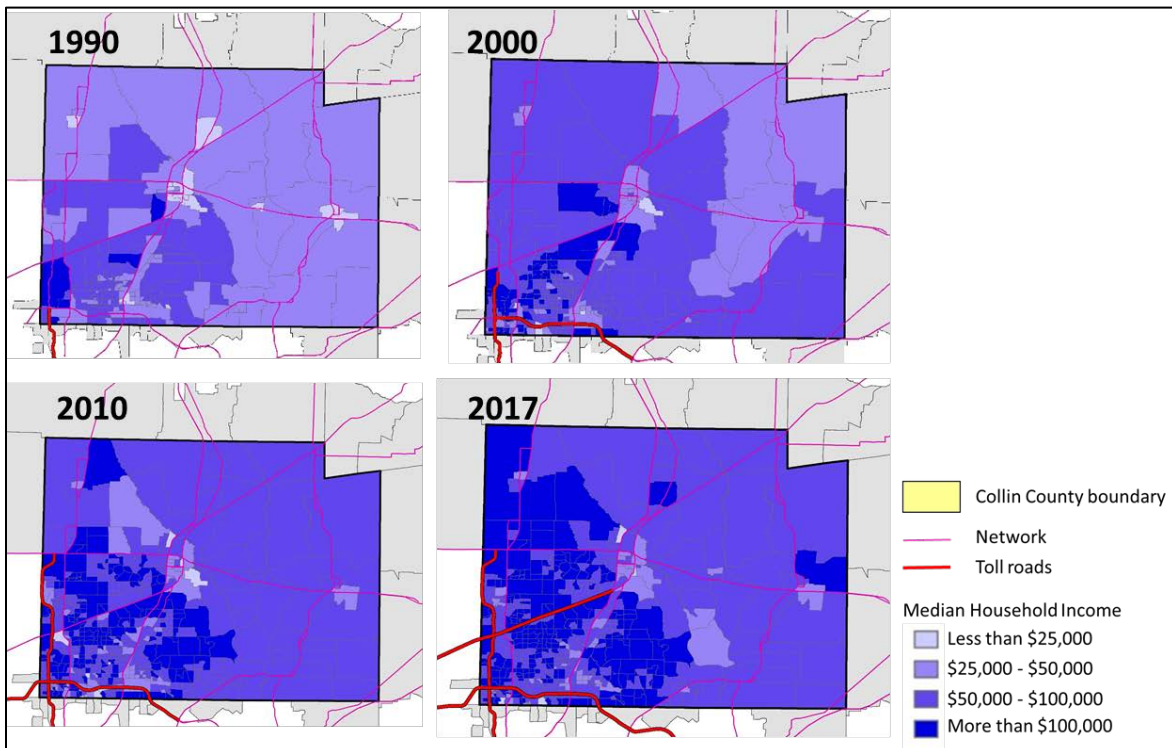 1990
2000
2010
2017
Collin County boundary
Network
Toll roads
Median Household Income
Less than $25,000
$25,000 - $50,000
$50,000 - $100,000
More than $100,000